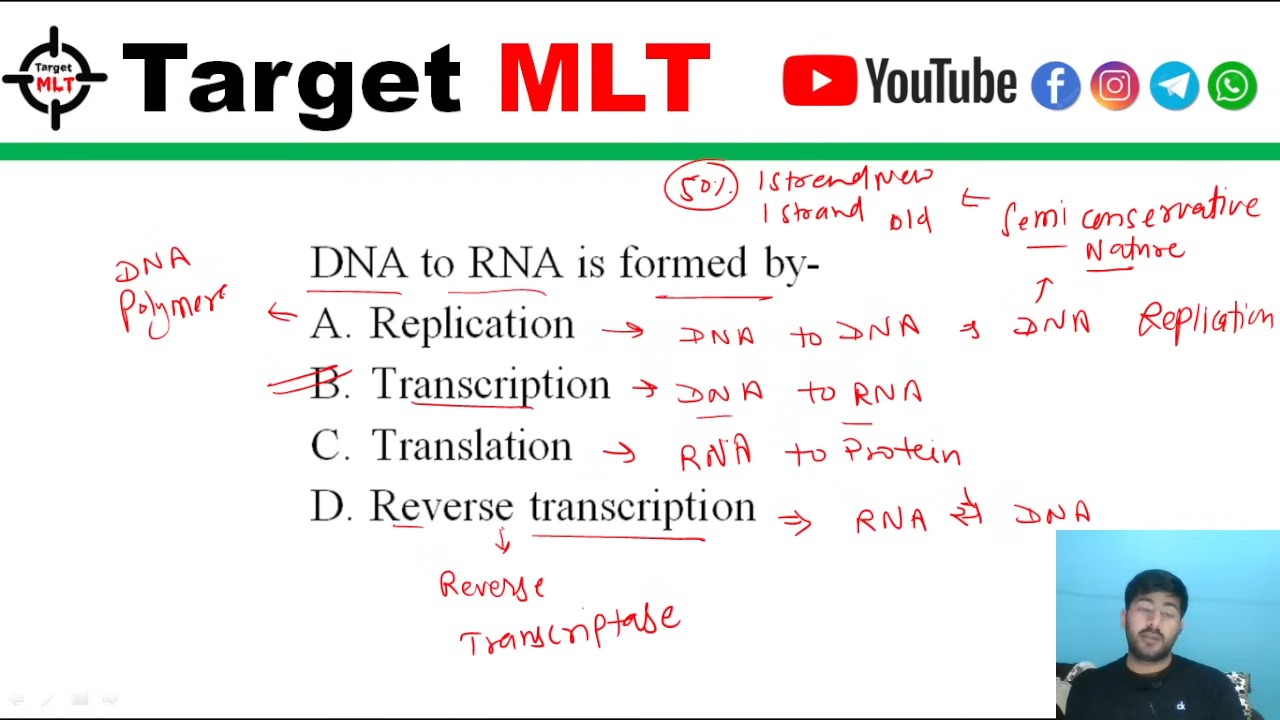 Target MLT
Target MLT
YouTube
50% 1 strand New
1 strand old
← Semi conservative
Nature
↑
DNA to RNA is formed by-
DNA
Polymers
← A. Replication → DNA to DNA ⇒ DNA Replication
B. Transcription → DNA to RNA
C. Translation → RNA to Protein
D. Reverse transcription ⇒ RNA DNA
↓
Reverse
Transcriptase
dk